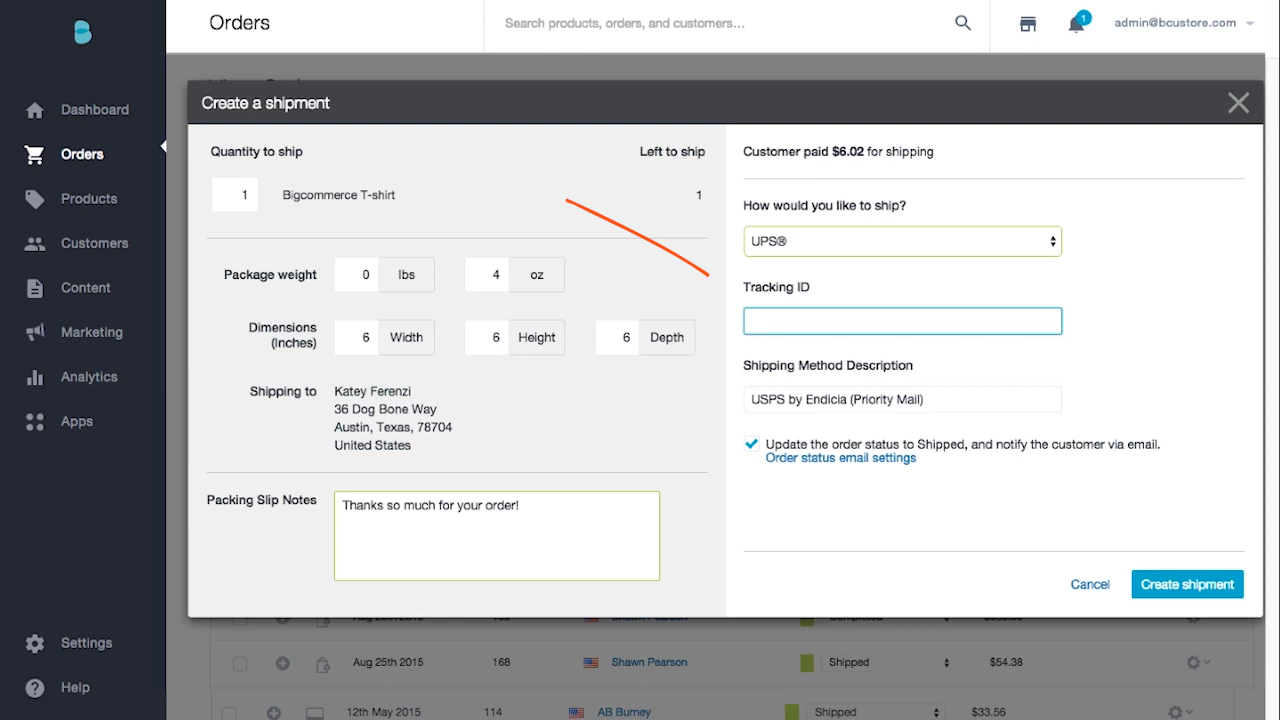 Orders
Search products, orders, and customers...
1
admin@bcustore.com
Dashboard
Orders
Products
Customers
Content
Marketing
Analytics
Apps
Settings
Help
Create a shipment
Quantity to ship
Left to ship
1
Bigcommerce T-shirt
1
Package weight
0
lbs
4
oz
Dimensions
(Inches)
6
Width
6
Height
6
Depth
Shipping to
Katey Ferenzi
36 Dog Bone Way
Austin, Texas, 78704
United States
Packing Slip Notes
Thanks so much for your order!
Customer paid $6.02 for shipping
How would you like to ship?
UPS®
Tracking ID
Shipping Method Description
USPS by Endicia (Priority Mail)
Update the order status to Shipped, and notify the customer via email.
Order status email settings
Cancel
Create shipment
Aug 25th 2015
168
Shawn Pearson
Shipped
$54.38
12th May 2015
114
AB Burney
Shipped
$33.56